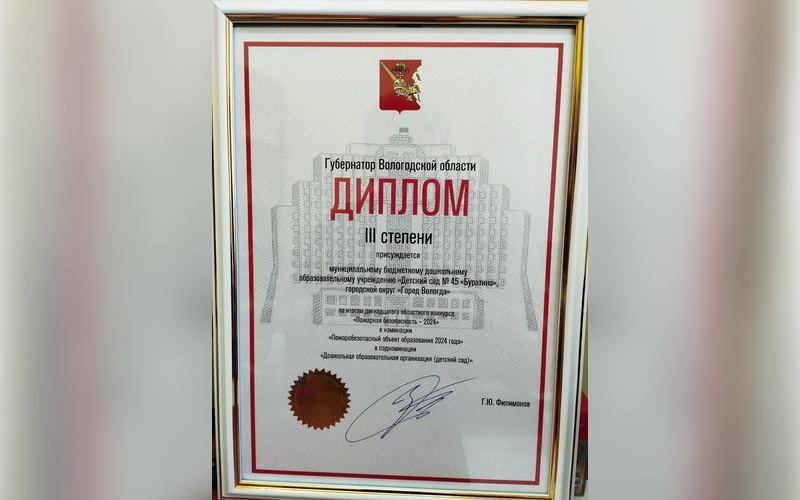 Губернатор Вологодской области
ДИПЛОМ
III степени
присуждается
муниципальному бюджетному дошкольному
образовательному учреждению «Детский сад № 45 «Буратино»,
городской округ «Город Вологда»
по итогам двенадцатого областного конкурса
«Пожарная безопасность – 2024»
в номинации
«Пожаробезопасный объект образования 2024 года»
в подноминации
«Дошкольная образовательная организация (детский сад)»
Г.Ю. Филимонов